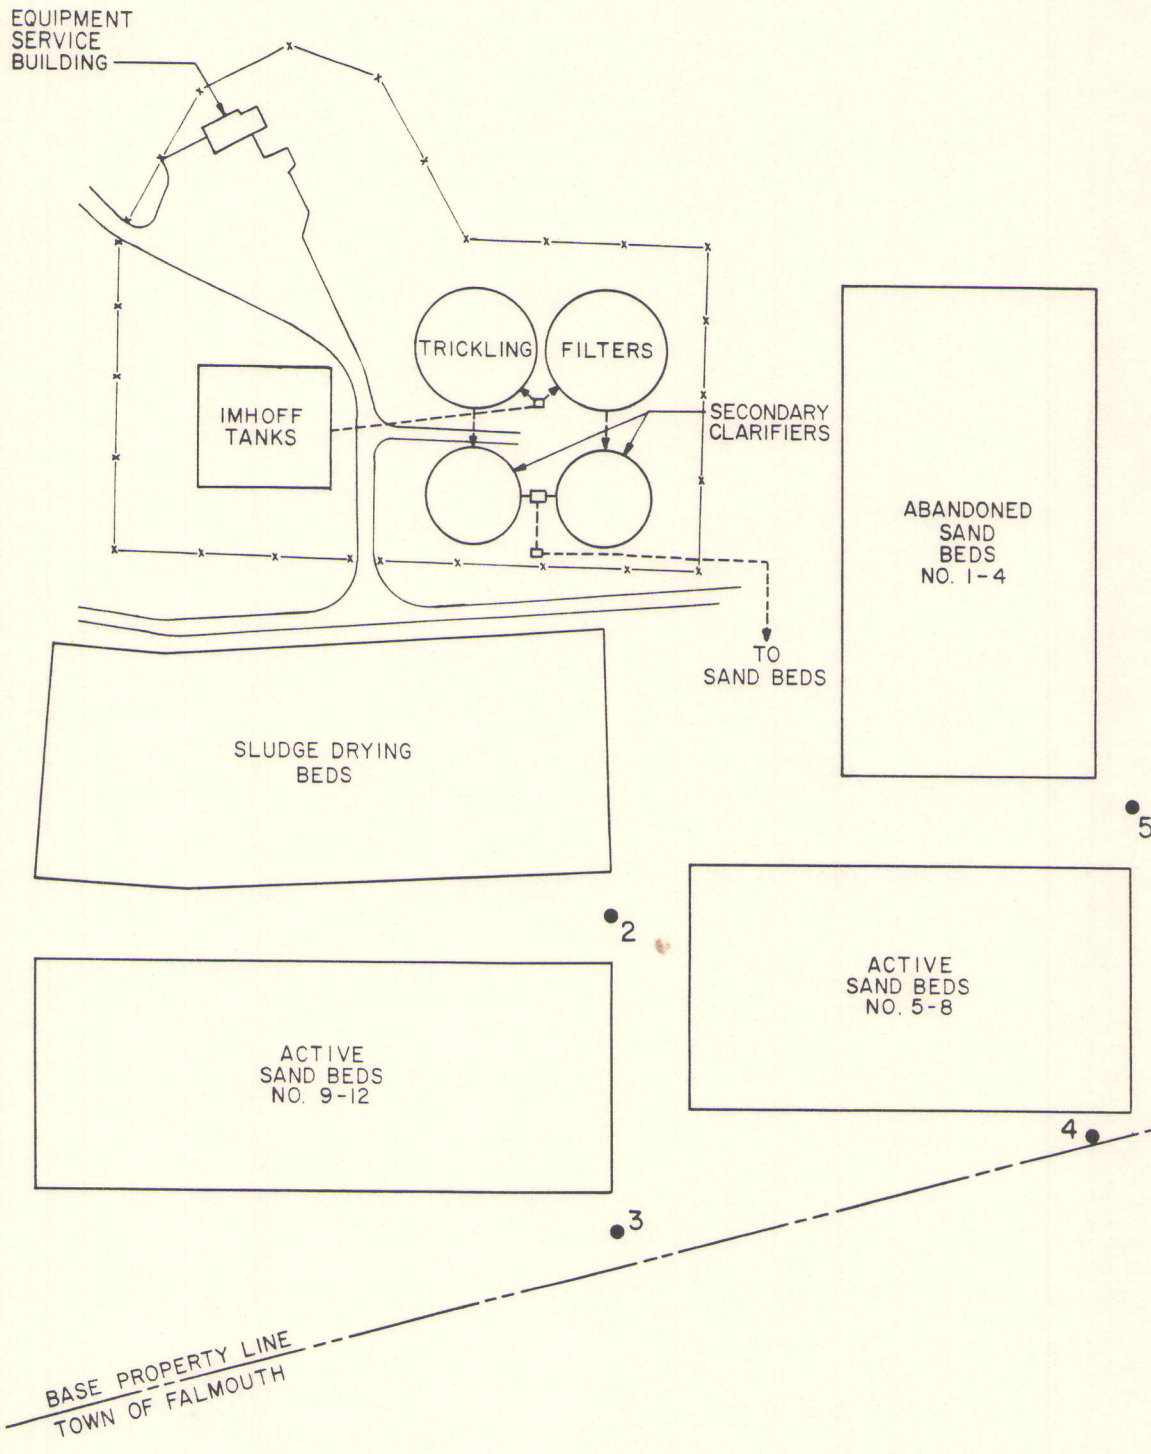 EQUIPMENT
SERVICE
BUILDING
TRICKLING
FILTERS
IMHOFF
TANKS
SECONDARY
CLARIFIERS
ABANDONED
SAND
BEDS
NO. 1-4
TO
SAND BEDS
SLUDGE DRYING
BEDS
5
2
ACTIVE
SAND BEDS
NO. 5-8
ACTIVE
SAND BEDS
NO. 9-12
4
3
BASE PROPERTY LINE
TOWN OF FALMOUTH